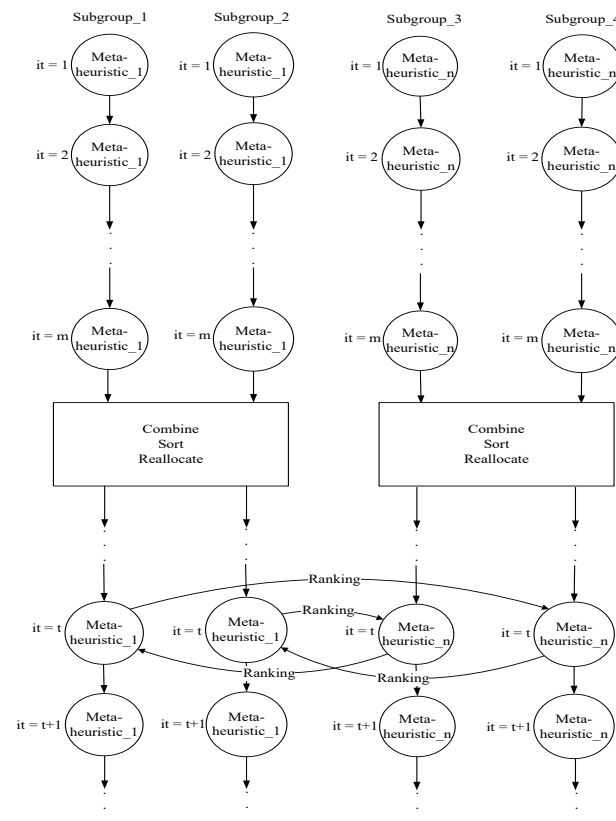 Subgroup_1 Subgroup_2 Subgroup_3 Subgroup_4
it = 1 Meta-
heuristic_1
it = 1 Meta-
heuristic_1
it = 1 Meta-
heuristic_n
it = 1 Meta-
heuristic_n
it = 2 Meta-
heuristic_1
it = 2 Meta-
heuristic_1
it = 2 Meta-
heuristic_n
it = 2 Meta-
heuristic_n
it = m Meta-
heuristic_1
it = m Meta-
heuristic_1
it = m Meta-
heuristic_n
it = m Meta-
heuristic_n
Combine
Sort
Reallocate
Combine
Sort
Reallocate
Ranking
Ranking
it = t Meta-
heuristic_1
it = t Meta-
heuristic_1
it = t Meta-
heuristic_n
it = t Meta-
heuristic_n
Ranking
Ranking
it = t+1 Meta-
heuristic_1
it = t+1 Meta-
heuristic_1
it = t+1 Meta-
heuristic_n
it = t+1 Meta-
heuristic_n